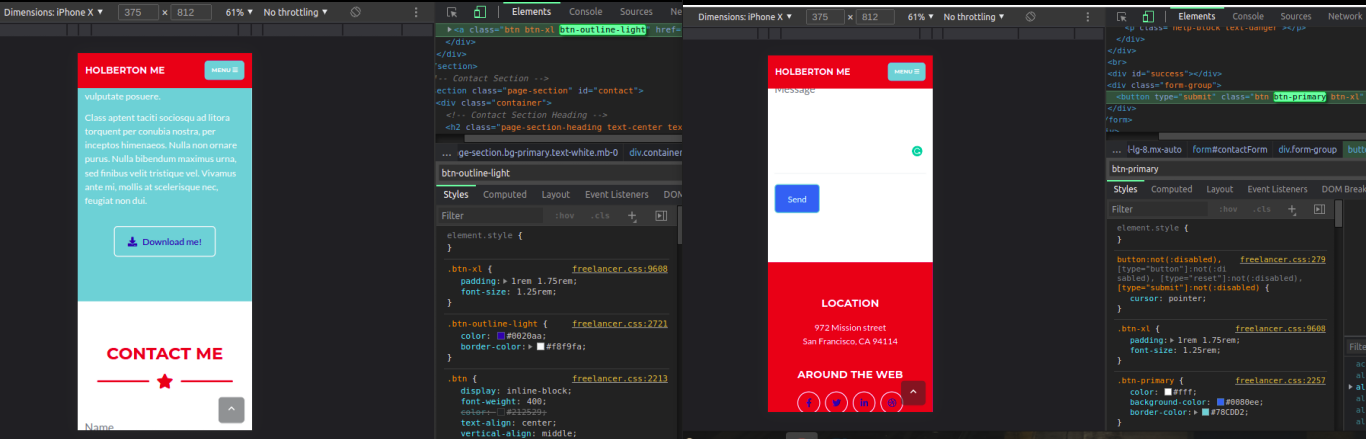 Dimensions: iPhone X ▼ 375 × 812 61% ▼ No throttling ▼
Elements Console Sources Ne
HOLBERTON ME
MENU ☰
vulputate posuere.
Class aptent taciti sociosqu ad litora
torquent per conubia nostra, per
inceptos himenaeos. Nulla non ornare
purus. Nulla bibendum maximus urna,
sed finibus velit tristique vel. Vivamus
ante mi, mollis at scelerisque nec,
feugiat non dui.
Download me!
CONTACT ME
Name
<a class="btn btn-xl btn-outline-light" href=
</div>
</div>
section>
-- Contact Section -->
ection class="page-section" id="contact">
<div class="container">
<!-- Contact Section Heading -->
<h2 class="page-section-heading text-center tex
... ge-section.bg-primary.text-white.mb-0 div.container
btn-outline-light
Styles Computed Layout Event Listeners DOM
Filter :hov .cls +
element.style {
}
.btn-xl { freelancer.css:9608
padding: 1rem 1.75rem;
font-size: 1.25rem;
}
.btn-outline-light { freelancer.css:2721
color: #0020aa;
border-color: #f8f9fa;
}
.btn { freelancer.css:2213
display: inline-block;
font-weight: 400;
color: #212529;
text-align: center;
vertical-align: middle;
Dimensions: iPhone X ▼ 375 × 812 61% ▼ No throttling ▼
Elements Console Sources Network
HOLBERTON ME
MENU ☰
Message
Send
LOCATION
972 Mission street
San Francisco, CA 94114
AROUND THE WEB
<p class="help-block text-danger"></p>
</div>
</div>
<br>
<div id="success"></div>
<div class="form-group">
<button type="submit" class="btn btn-primary btn-xl"
</div>
/form>
... l-lg-8.mx-auto form#contactForm div.form-group butt
btn-primary
Styles Computed Layout Event Listeners DOM Break
Filter :hov .cls +
element.style {
}
button:not(:disabled), freelancer.css:279
[type="button"]:not(:di
sabled), [type="reset"]:not(:disabled),
[type="submit"]:not(:disabled) {
cursor: pointer;
}
.btn-xl { freelancer.css:9608
padding: 1rem 1.75rem;
font-size: 1.25rem;
}
.btn-primary { freelancer.css:2257
color: #fff;
background-color: #0080ee;
border-color: #78CDD2;
}
Filte
ac
al
al
al
al